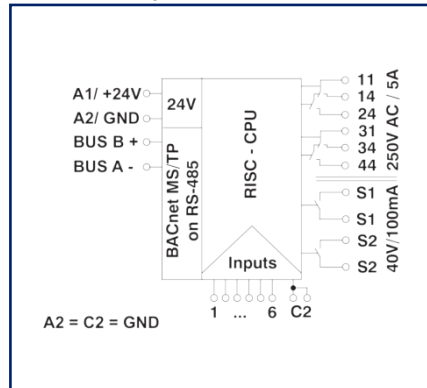 A1/ +24V
A2/ GND
BUS B +
BUS A -
24V
BACnet MS/TP
on RS-485
RISC - CPU
Inputs
1 ... 6 C2
11
14
24
31
34
44
250V AC / 5A
S1
S1
S2
S2
40V/100mA
A2 = C2 = GND